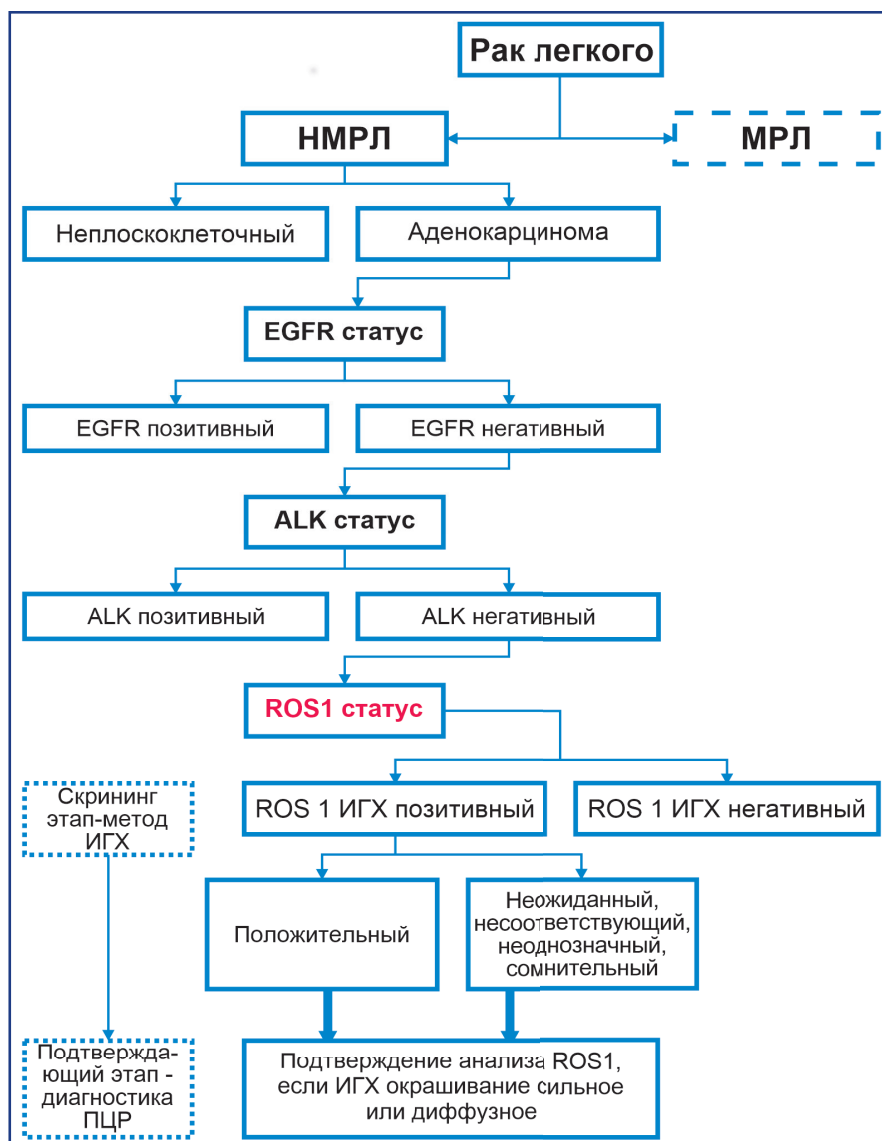 Рак легкого
НМРЛ
МРЛ
Неплоскоклеточный
Аденокарцинома
EGFR статус
EGFR позитивный
EGFR негативный
ALK статус
ALK позитивный
ALK негативный
ROS1 статус
Скрининг
этап-метод
ИГХ
ROS 1 ИГХ позитивный
ROS 1 ИГХ негативный
Положительный
Неожиданный,
несоответствующий,
неоднозначный,
сомнительный
Подтвержда-
ющий этап -
диагностика
ПЦР
Подтверждение анализа ROS1,
если ИГХ окрашивание сильное
или диффузное